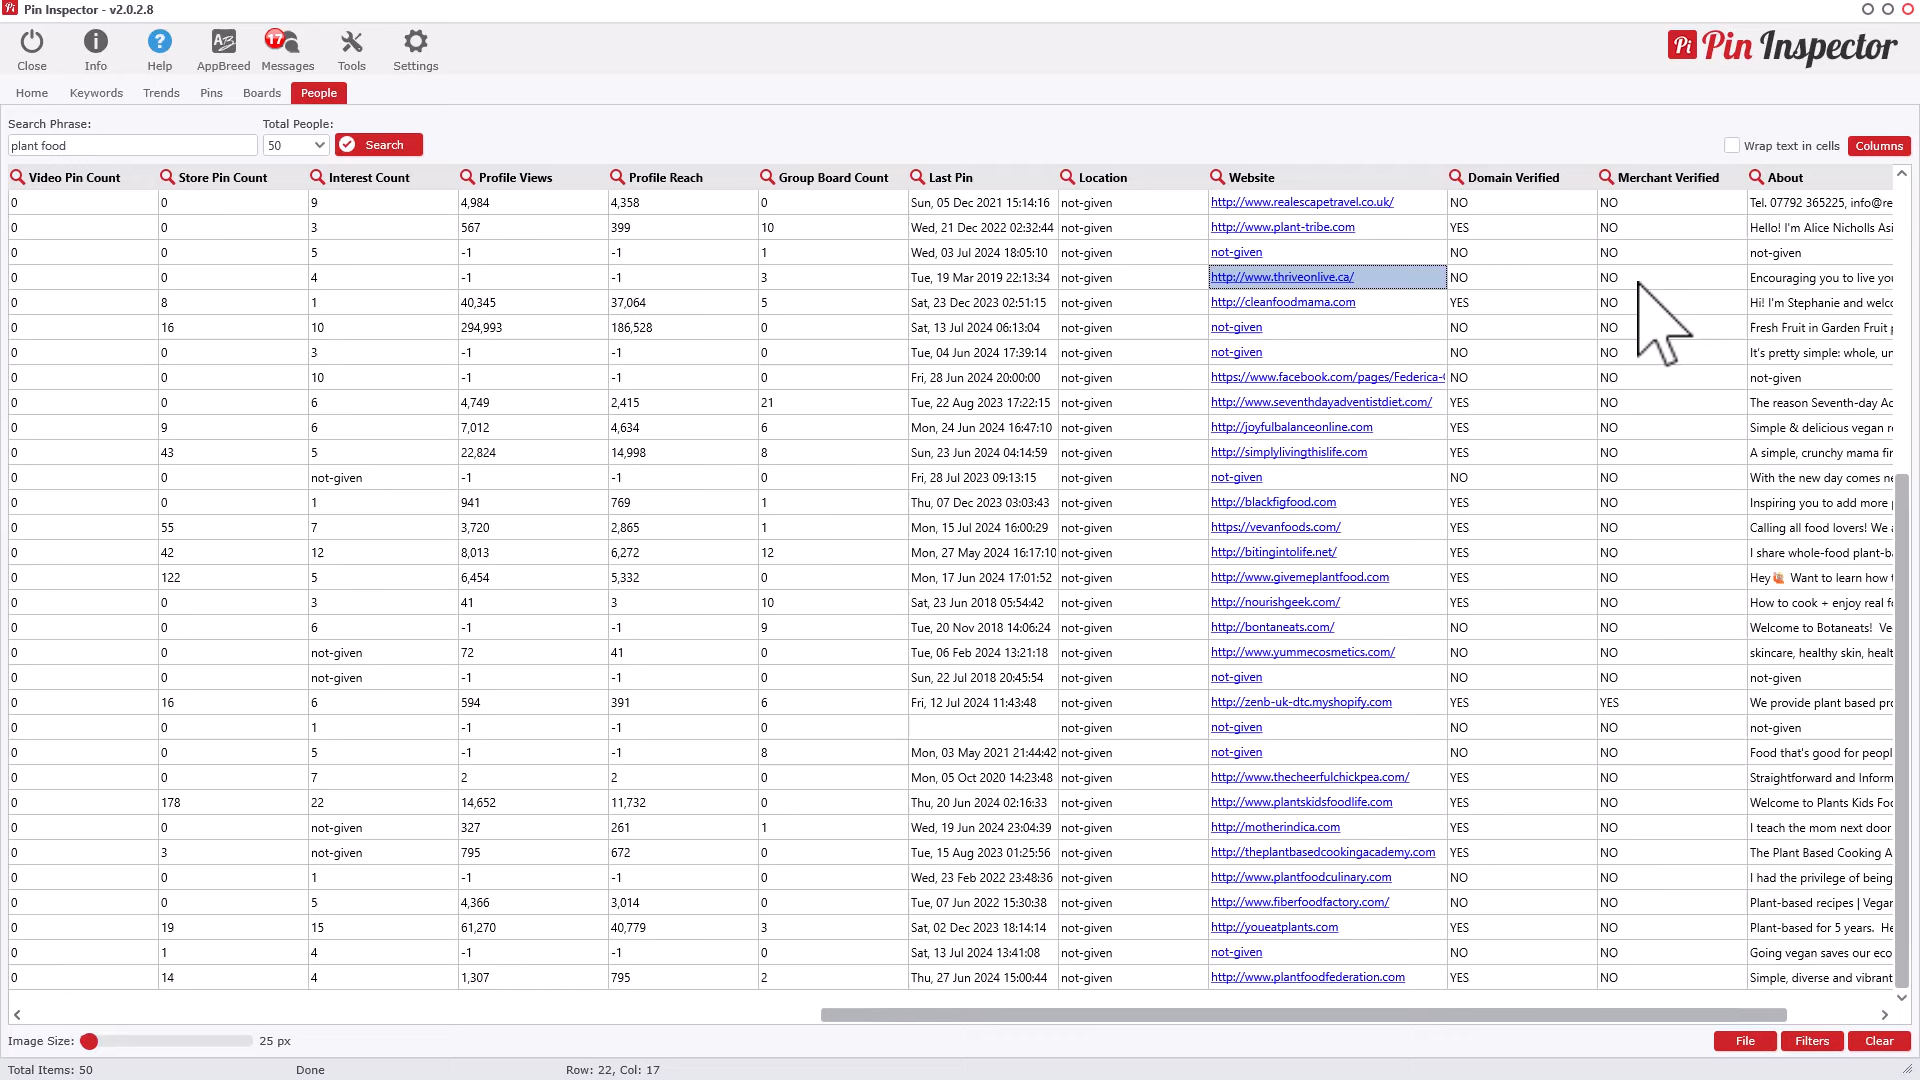 Pin Inspector - v2.0.2.8
Close Info Help AppBreed 17 Messages Tools Settings
Pi Pin Inspector
Home Keywords Trends Pins Boards People
Search Phrase: Total People:
plant food 50 Search Wrap text in cells Columns
Video Pin Count Store Pin Count Interest Count Profile Views Profile Reach Group Board Count Last Pin Location Website Domain Verified Merchant Verified About
0 0 9 4,984 4,358 0 Sun, 05 Dec 2021 15:14:16 not-given http://www.realescapetravel.co.uk/ NO NO Tel. 07792 365225, info@re
0 0 3 567 399 10 Wed, 21 Dec 2022 02:32:44 not-given http://www.plant-tribe.com YES NO Hello! I'm Alice Nicholls Asi
0 0 5 -1 -1 1 Wed, 03 Jul 2024 18:05:10 not-given not-given NO NO not-given
0 0 4 -1 -1 3 Tue, 19 Mar 2019 22:13:34 not-given http://www.thriveonlive.ca/ NO NO Encouraging you to live you
0 8 1 40,345 37,064 5 Sat, 23 Dec 2023 02:51:15 not-given http://cleanfoodmama.com YES NO Hi! I'm Stephanie and welco
0 16 10 294,993 186,528 0 Sat, 13 Jul 2024 06:13:04 not-given not-given NO NO Fresh Fruit in Garden Fruit
0 0 3 -1 -1 0 Tue, 04 Jun 2024 17:39:14 not-given not-given NO NO It's pretty simple: whole, un
0 0 10 -1 -1 0 Fri, 28 Jun 2024 20:00:00 not-given https://www.facebook.com/pages/Federica- NO NO not-given
0 0 6 4,749 2,415 21 Tue, 22 Aug 2023 17:22:15 not-given http://www.seventhdayadventistdiet.com/ YES NO The reason Seventh-day Ad
0 9 6 7,012 4,634 6 Mon, 24 Jun 2024 16:47:10 not-given http://joyfulbalanceonline.com YES NO Simple & delicious vegan re
0 43 5 22,824 14,998 8 Sun, 23 Jun 2024 04:14:59 not-given http://simplylivingthislife.com YES NO A simple, crunchy mama fir
0 0 not-given -1 -1 0 Fri, 28 Jul 2023 09:13:15 not-given not-given NO NO With the new day comes ne
0 0 1 941 769 1 Thu, 07 Dec 2023 03:03:43 not-given http://blackfigfood.com YES NO Inspiring you to add more
0 55 7 3,720 2,865 1 Mon, 15 Jul 2024 16:00:29 not-given https://vevanfoods.com/ YES NO Calling all food lovers! We
0 42 12 8,013 6,272 12 Mon, 27 May 2024 16:17:10 not-given http://bitingintolife.net/ YES NO I share whole-food plant-b
0 122 5 6,454 5,332 0 Mon, 17 Jun 2024 17:01:52 not-given http://www.givemeplantfood.com YES NO Hey Want to learn how
0 0 3 41 3 10 Sat, 23 Jun 2018 05:54:42 not-given http://nourishgeek.com/ YES NO How to cook + enjoy real fo
0 0 6 -1 -1 9 Tue, 20 Nov 2018 14:06:24 not-given http://bontaneats.com/ NO NO Welcome to Botaneats! Ve
0 0 not-given 72 41 0 Tue, 06 Feb 2024 13:21:18 not-given http://www.yummecosmetics.com/ NO NO skincare, healthy skin, healt
0 0 not-given -1 -1 0 Sun, 22 Jul 2018 20:45:54 not-given not-given NO NO not-given
0 16 6 594 391 6 Fri, 12 Jul 2024 11:43:48 not-given http://zenb-uk-dtc.myshopify.com YES YES We provide plant based pro
0 0 1 -1 -1 0 not-given not-given NO NO not-given
0 0 5 -1 -1 8 Mon, 03 May 2021 21:44:42 not-given not-given NO NO Food that's good for peopl
0 0 7 2 2 0 Mon, 05 Oct 2020 14:23:48 not-given http://www.thecheerfulchickpea.com/ YES NO Straightforward and Inform
0 178 22 14,652 11,732 0 Thu, 20 Jun 2024 02:16:33 not-given http://www.plantskidsfoodlife.com YES NO Welcome to Plants Kids Foo
0 0 not-given 327 261 1 Wed, 19 Jun 2024 23:04:39 not-given http://motherindica.com YES NO I teach the mom next door
0 3 not-given 795 672 0 Tue, 15 Aug 2023 01:25:56 not-given http://theplantbasedcookingacademy.com YES NO The Plant Based Cooking A
0 0 1 -1 -1 0 Wed, 23 Feb 2022 23:48:36 not-given http://www.plantfoodculinary.com NO NO I had the privilege of being
0 0 5 4,366 3,014 0 Tue, 07 Jun 2022 15:30:38 not-given http://www.fiberfoodfactory.com/ YES NO Plant-based recipes | Vegan
0 19 15 61,270 40,779 3 Sat, 02 Dec 2023 18:14:14 not-given http://youeatplants.com YES NO Plant-based for 5 years. He
0 1 4 -1 -1 0 Sat, 13 Jul 2024 13:41:08 not-given not-given NO NO Going vegan saves our eco
0 14 4 1,307 795 2 Thu, 27 Jun 2024 15:00:44 not-given http://www.plantfoodfederation.com YES NO Simple, diverse and vibrant
Image Size: 25 px File Filters Clear
Total Items: 50 Done Row: 22, Col: 17